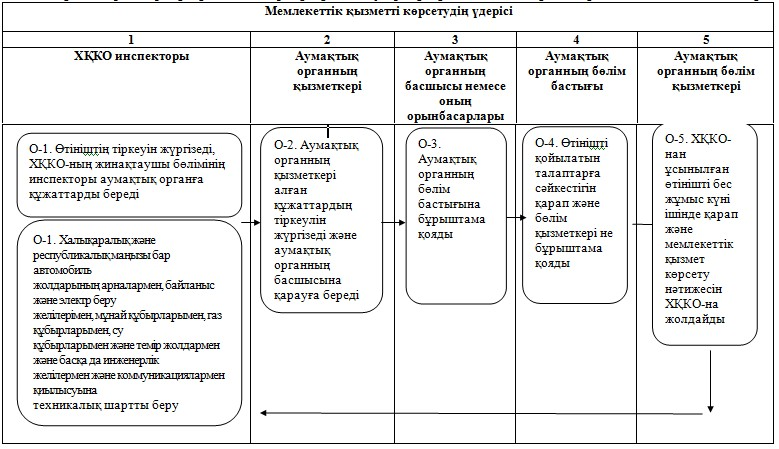 Мемлекеттік қызметті көрсетудің үдерісі
1
2
3
4
5
ХҚКО инспекторы
Аумақтық
органның
қызметкері
Аумақтық
органның
басшысы немесе
оның
орынбасарлары
Аумақтық
органның бөлім
бастығы
Аумақтық
органның бөлім
қызметкері
О-1. Өтініштің тіркеуін жүргізеді,
ХҚКО-ның жинақтаушы бөлімінің
инспекторы аумақтық органға
құжаттарды береді
О-1. Халықаралық және
республикалық маңызы бар
автомобиль
жолдарының арналармен, байланыс
және электр беру
желілерімен, мұнай құбырларымен, газ
құбырларымен, су
құбырларымен және темір жолдармен
және басқа да инженерлік
желілермен және коммуникациялармен
қиылысуына
техникалық шартты беру
О-2. Аумақтық
органның
қызметкері
алған
құжаттардың
тіркеулін
жүргізеді және
аумақтық
органның
басшысына
қарауға береді
О-3.
Аумақтық
органның
бөлім
бастығына
бұрыштама
қояды
О-4. Өтінішті
қойылатын
талаптарға
сәйкестігін
қарап және
бөлім
қызметкері не
бұрыштама
қояды
О-5. ХҚКО-
нан
ұсынылған
өтінішті бес
жұмыс күні
ішінде қарап
және
мемлекеттік
қызмет
көрсету
нәтижесін
ХҚКО-на
жолдайды